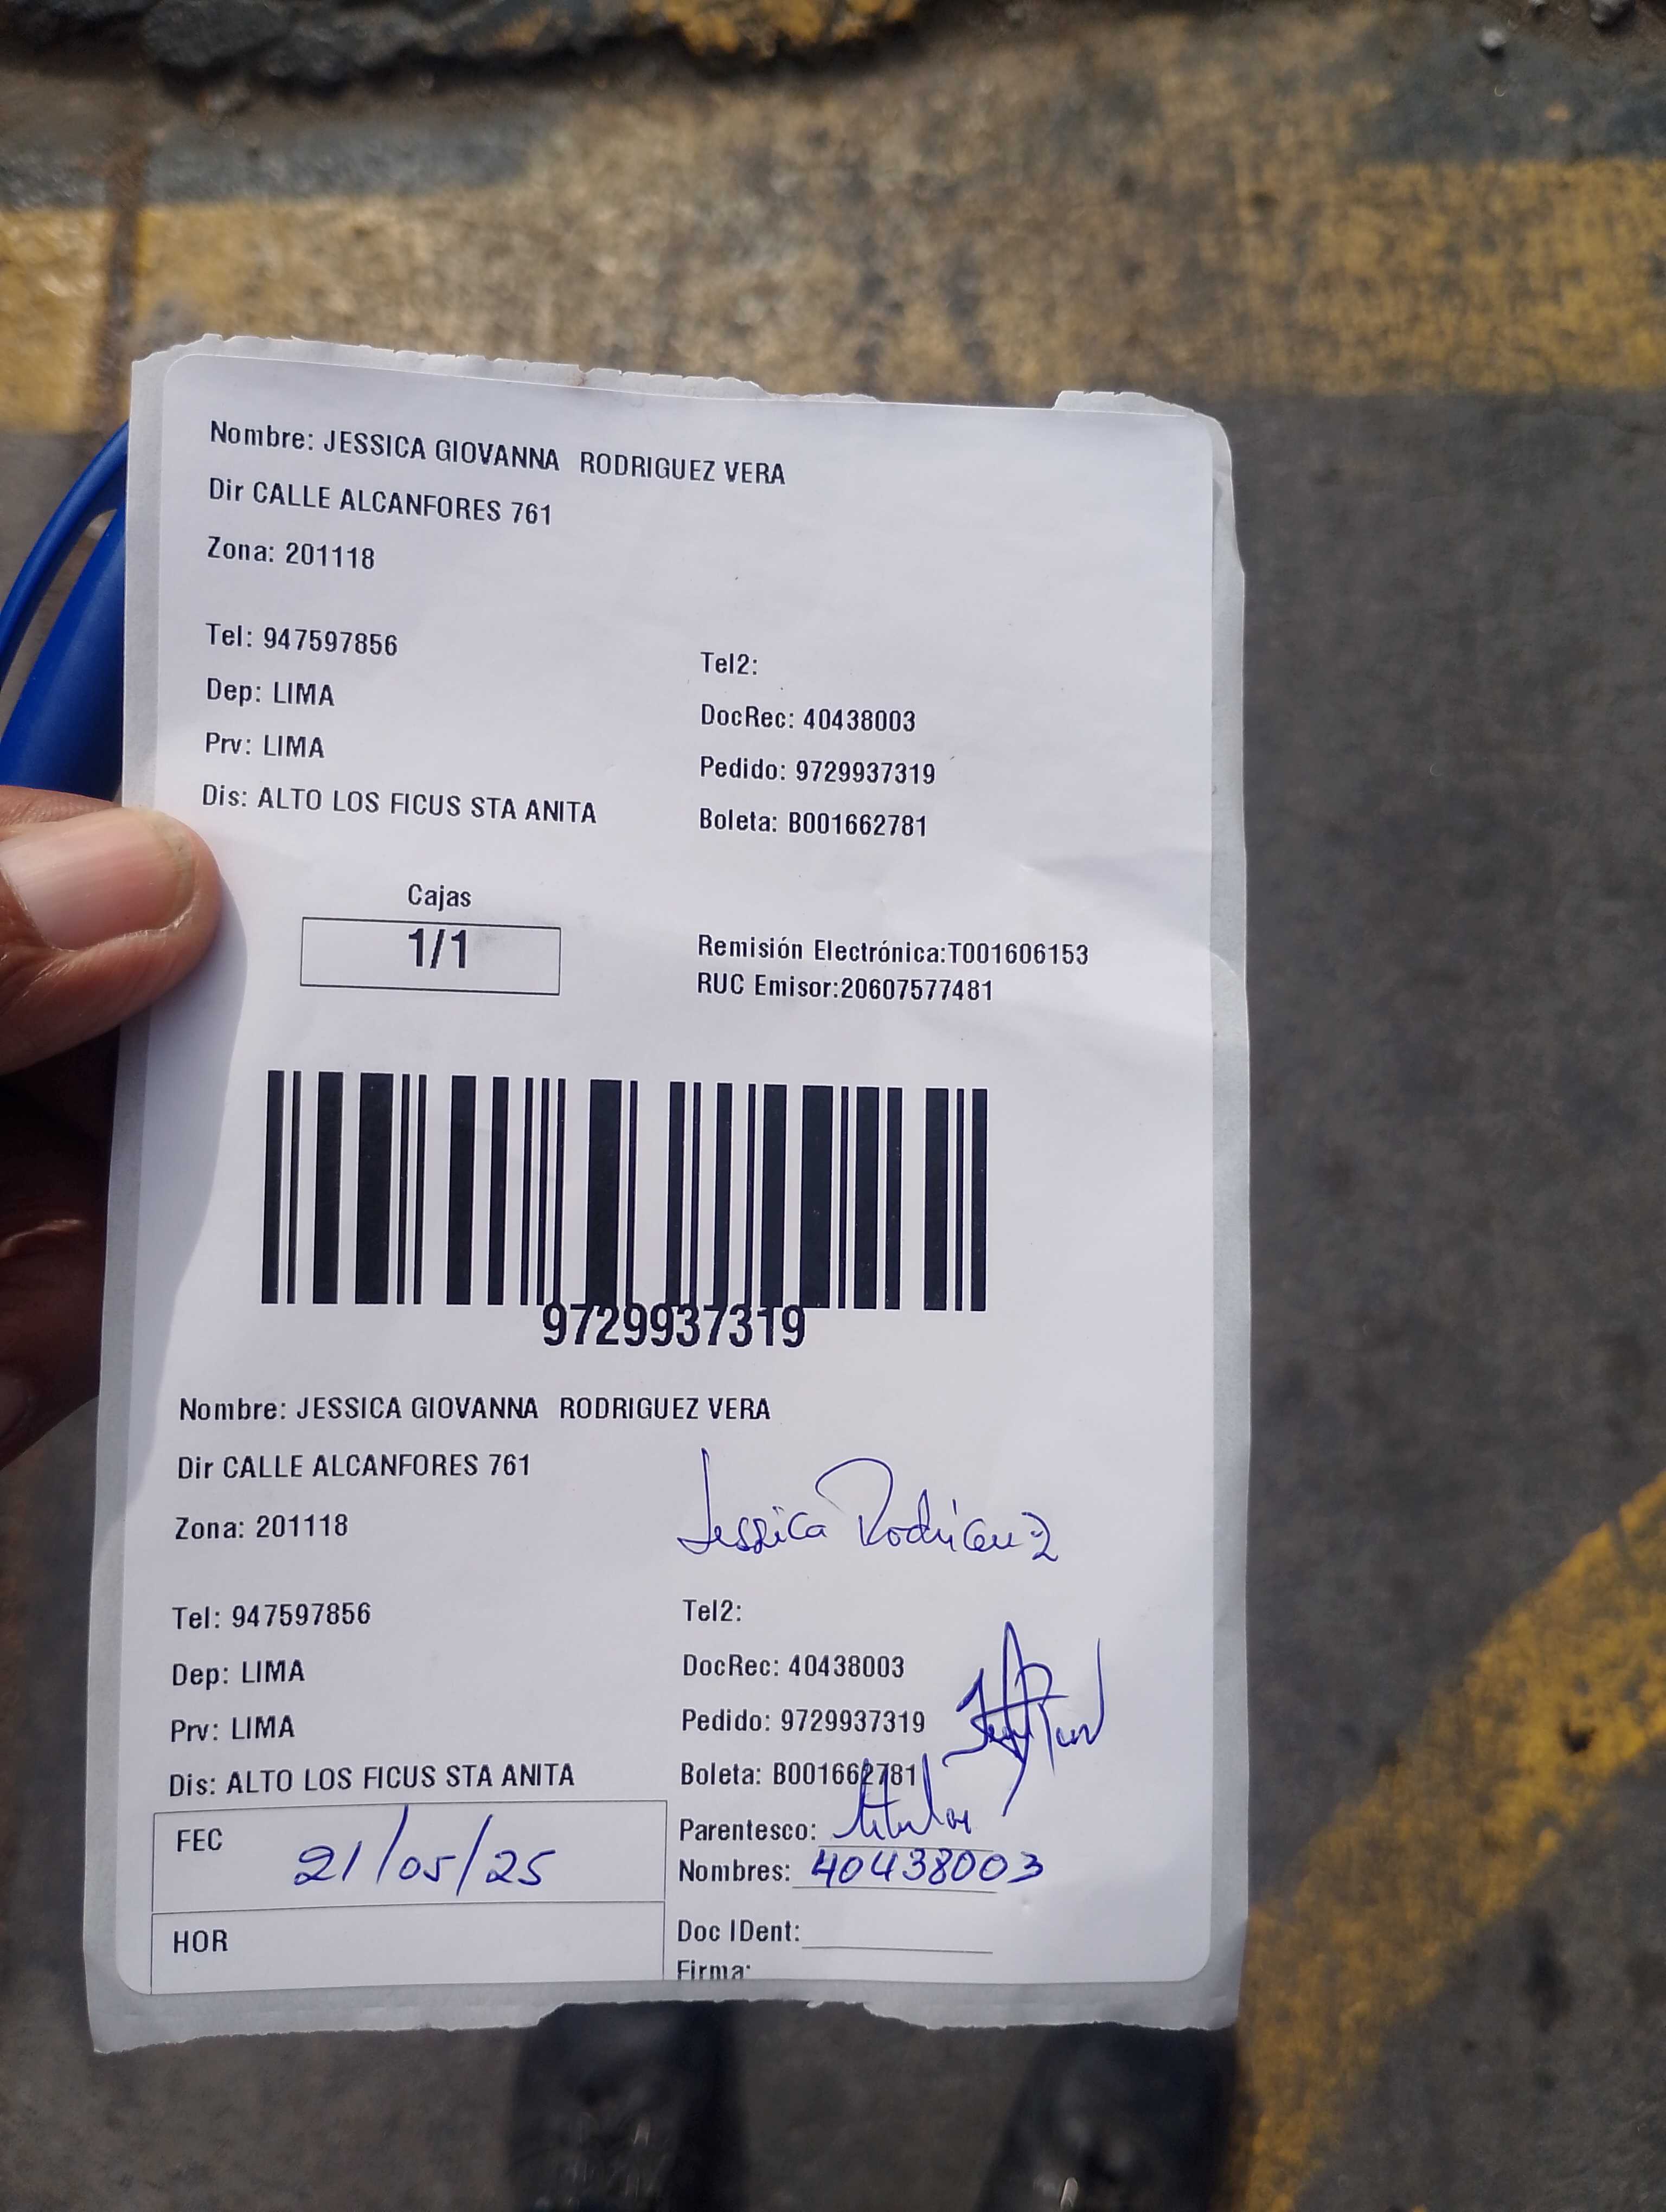 Nombre: JESSICA GIOVANNA RODRIGUEZ VERA
Dir CALLE ALCANFORES 761
Zona: 201118
Tel: 947597856
Tel2:
Dep: LIMA
DocRec: 40438003
Prv: LIMA
Pedido: 9729937319
Dis: ALTO LOS FICUS STA ANITA
Boleta: B001662781
Cajas
1/1
Remisión Electrónica:T001606153
RUC Emisor:20607577481
9729937319
Nombre: JESSICA GIOVANNA RODRIGUEZ VERA
Dir CALLE ALCANFORES 761
Jessica Rodriguez
Zona: 201118
Tel: 947597856
Tel2:
Dep: LIMA
DocRec: 40438003
Prv: LIMA
Pedido: 9729937319
Dis: ALTO LOS FICUS STA ANITA
Boleta: B001662781
FEC 21/05/25
Parentesco: titular
Nombres: 40438003
HOR
Doc IDent:
Firma: